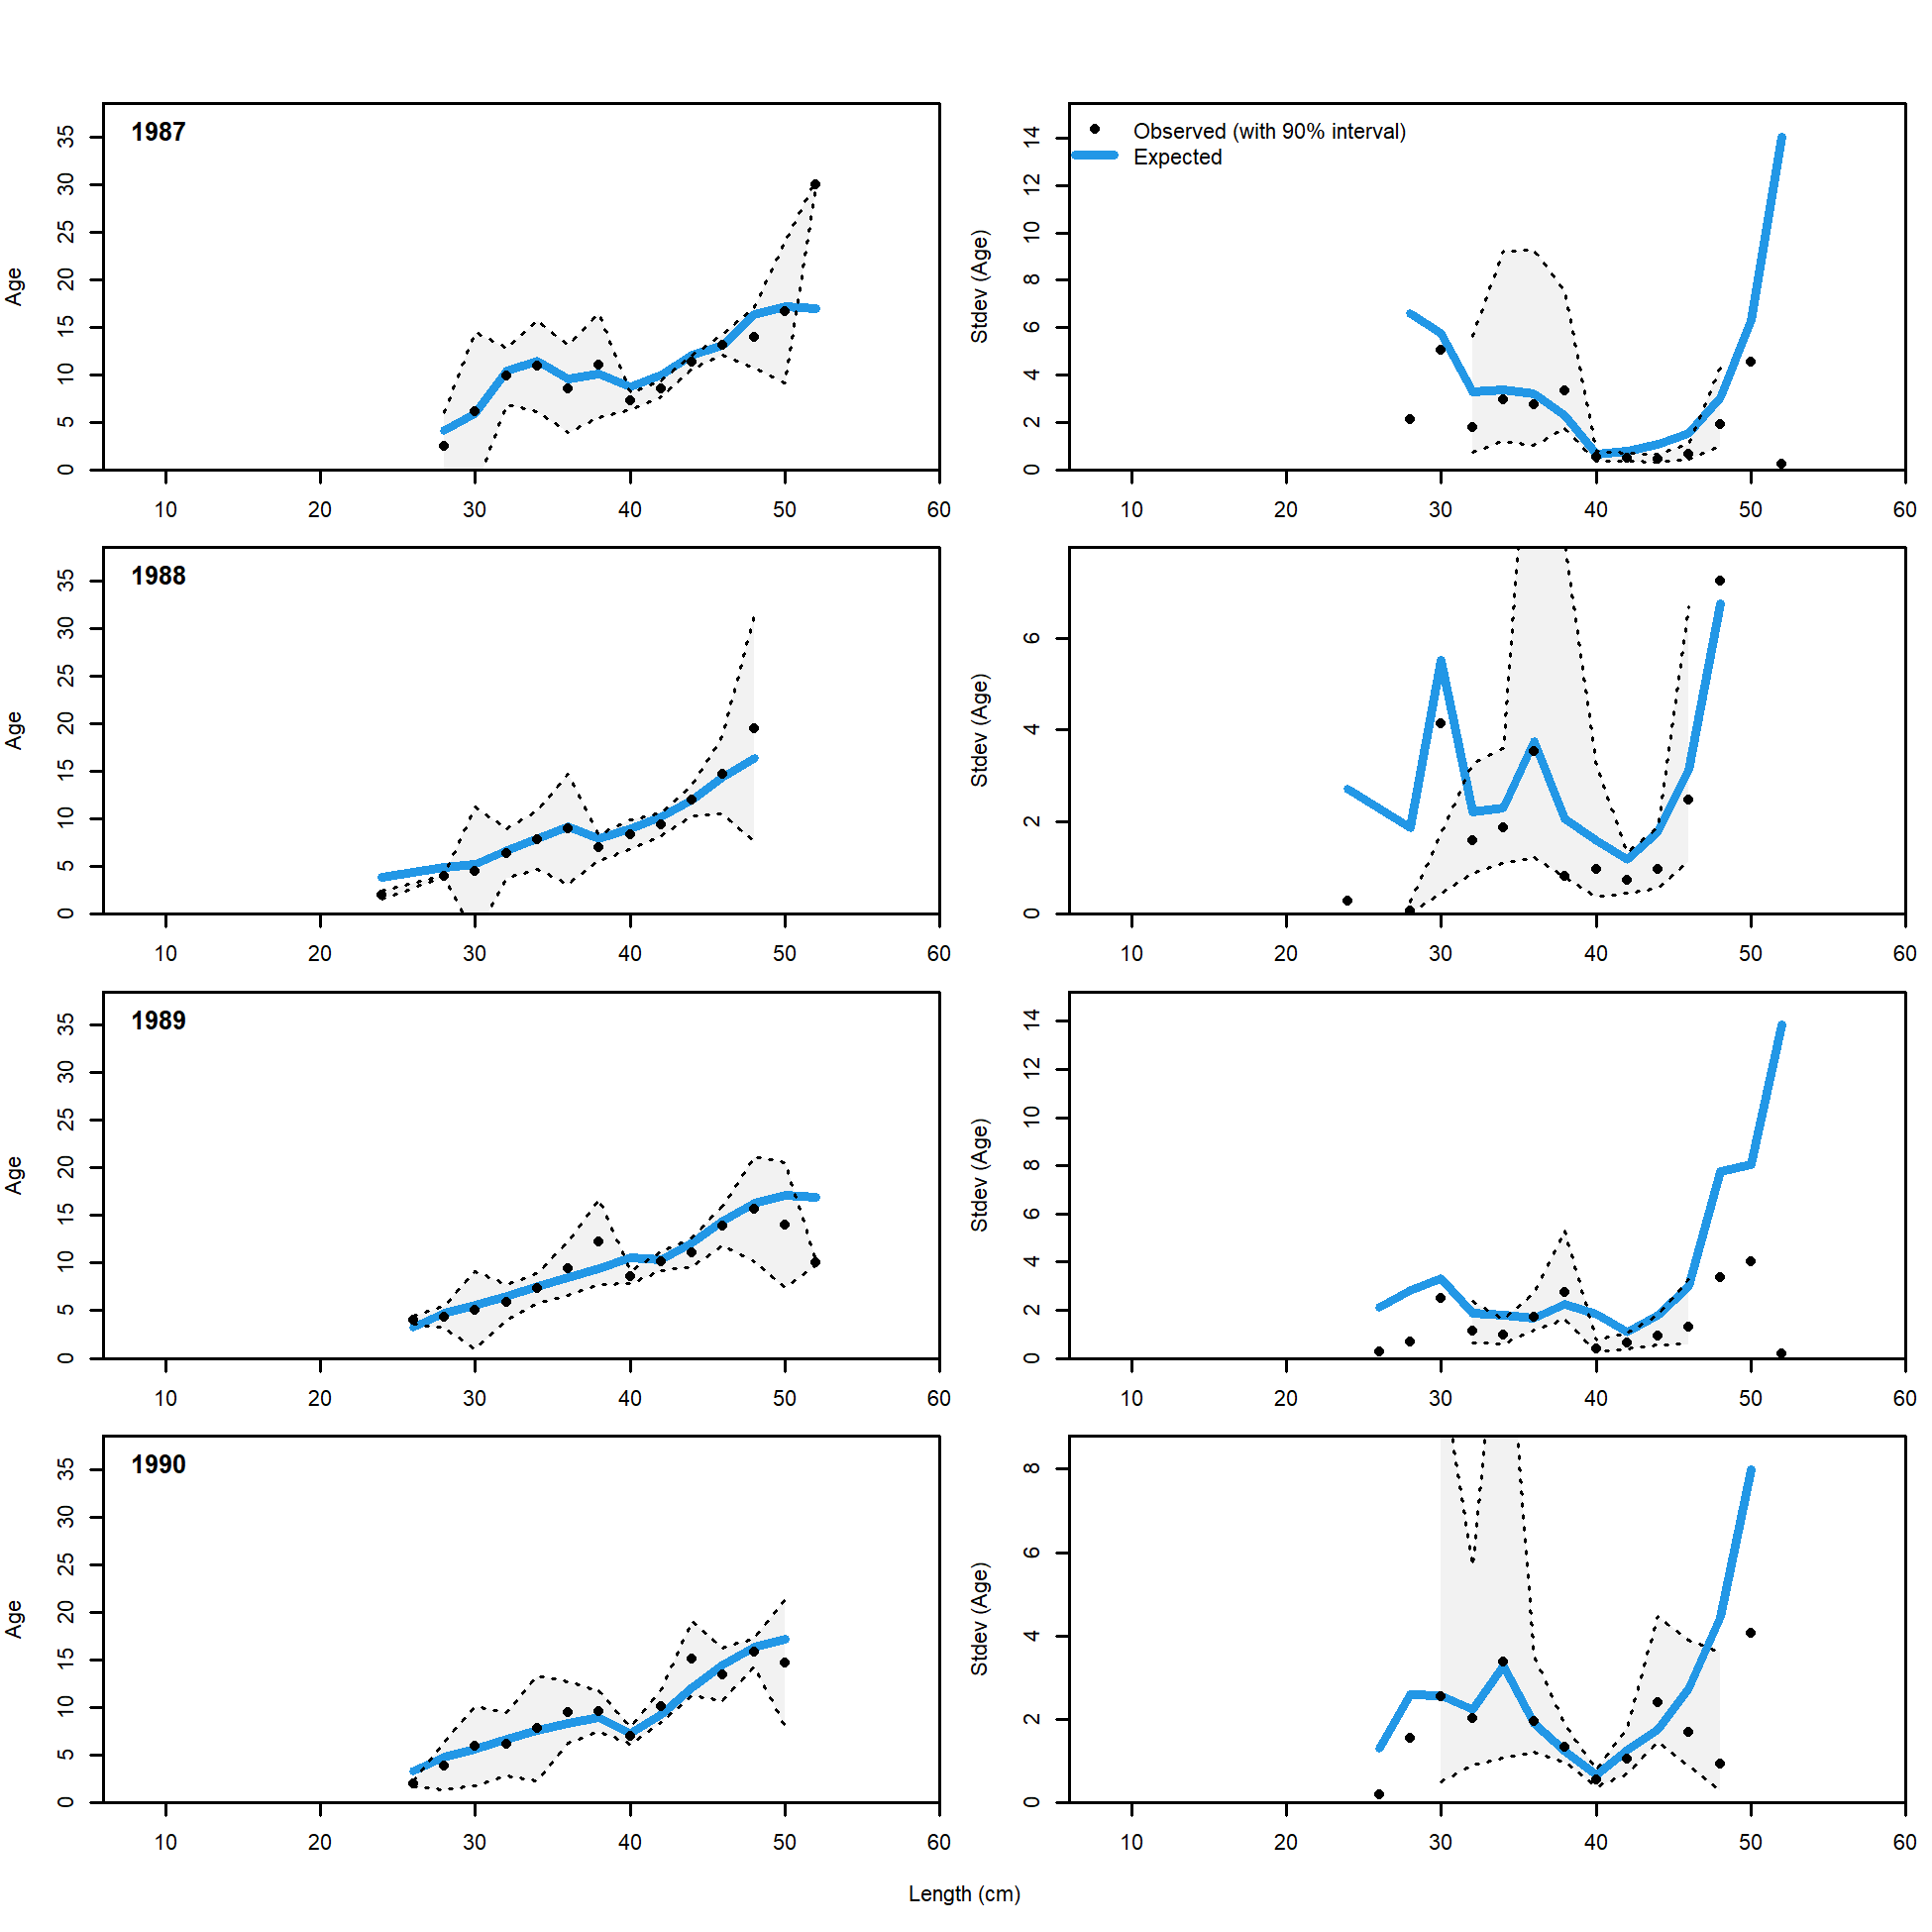 1987
Age
0 5 10 15 20 25 30 35
10 20 30 40 50 60
Observed (with 90% interval)
Expected
Stdev (Age)
0 2 4 6 8 10 12 14
10 20 30 40 50 60
1988
Age
0 5 10 15 20 25 30 35
10 20 30 40 50 60
Stdev (Age)
0 2 4 6
10 20 30 40 50 60
1989
Age
0 5 10 15 20 25 30 35
10 20 30 40 50 60
Stdev (Age)
0 2 4 6 8 10 12 14
10 20 30 40 50 60
1990
Age
0 5 10 15 20 25 30 35
10 20 30 40 50 60
Stdev (Age)
0 2 4 6 8
10 20 30 40 50 60
Length (cm)